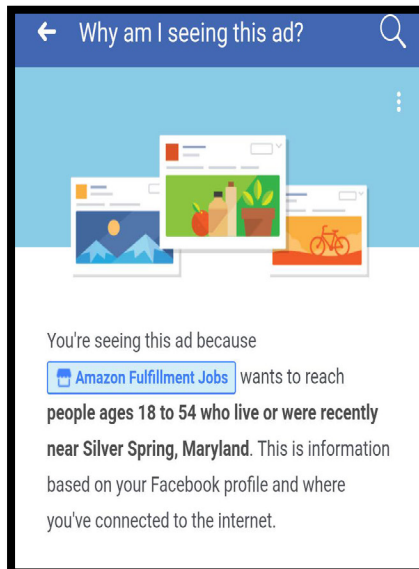 Why am I seeing this ad?
You're seeing this ad because
Amazon Fulfillment Jobs wants to reach
people ages 18 to 54 who live or were recently
near Silver Spring, Maryland. This is information
based on your Facebook profile and where
you've connected to the internet.